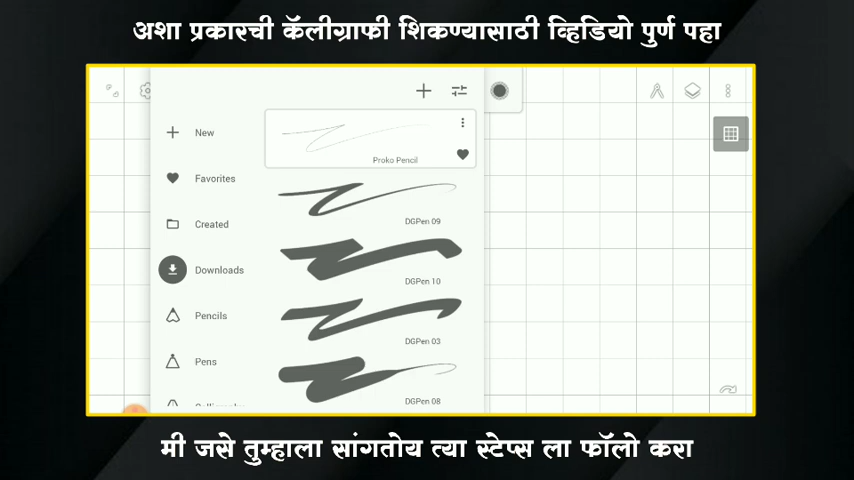 अशा प्रकारची कॅलीग्राफी शिकण्यासाठी व्हिडियो पुर्ण पहा
New
Favorites
Created
Downloads
Pencils
Pens
Proko Pencil
DGPen 09
DGPen 10
DGPen 03
DGPen 08
मी जसे तुम्हाला सांगतोय त्या स्टेप्स ला फॉलो करा